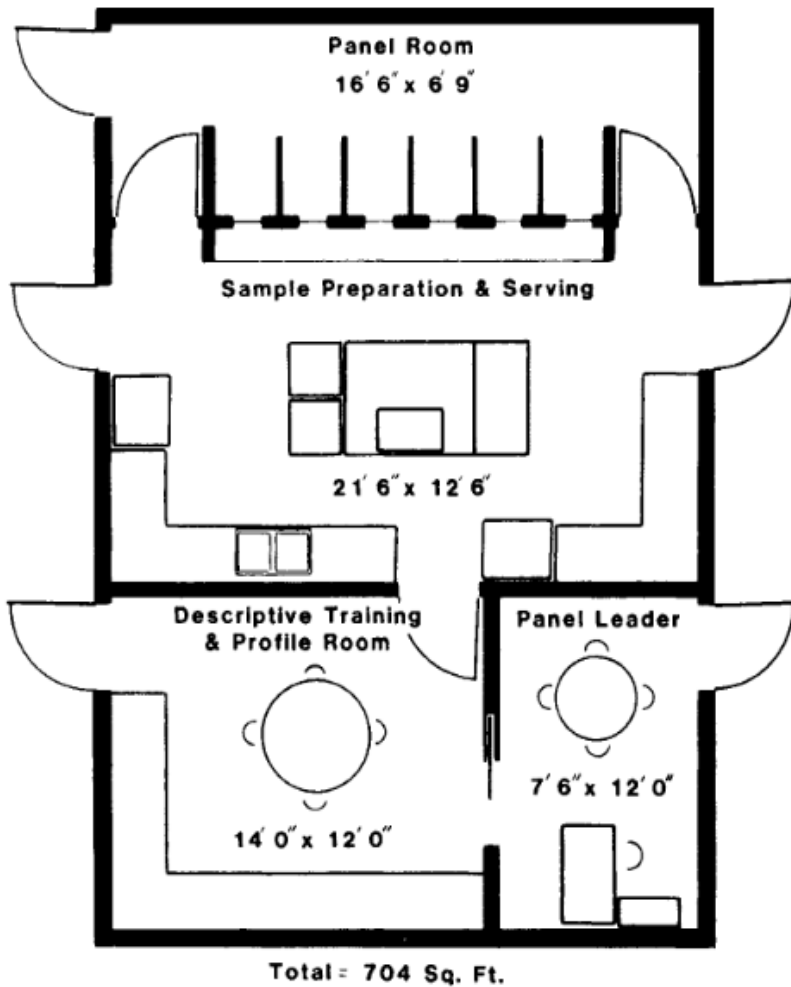 Panel Room
16' 6" x 6' 9"
Sample Preparation & Serving
21' 6" x 12' 6"
Descriptive Training
& Profile Room
Panel Leader
7' 6" x 12' 0"
14' 0" x 12' 0"
Total = 704 Sq. Ft.